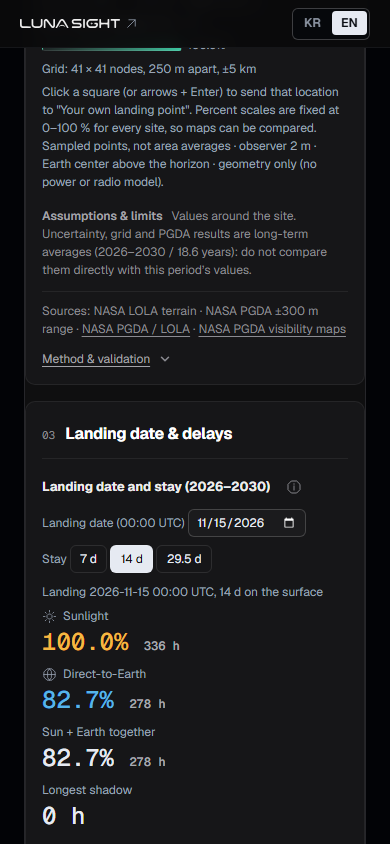 LUNA SIGHT ↗
KR EN
Grid: 41 × 41 nodes, 250 m apart, ±5 km
Click a square (or arrows + Enter) to send that location
to "Your own landing point". Percent scales are fixed at
0–100 % for every site, so maps can be compared.
Sampled points, not area averages · observer 2 m ·
Earth center above the horizon · geometry only (no
power or radio model).
Assumptions & limits Values around the site.
Uncertainty, grid and PGDA results are long-term
averages (2026–2030 / 18.6 years): do not compare
them directly with this period's values.
Sources: NASA LOLA terrain · NASA PGDA ±300 m
range · NASA PGDA / LOLA · NASA PGDA visibility maps
Method & validation
03 Landing date & delays
Landing date and stay (2026–2030)
Landing date (00:00 UTC) 11/15/2026
Stay 7 d 14 d 29.5 d
Landing 2026-11-15 00:00 UTC, 14 d on the surface
Sunlight
100.0% 336 h
Direct-to-Earth
82.7% 278 h
Sun + Earth together
82.7% 278 h
Longest shadow
0 h